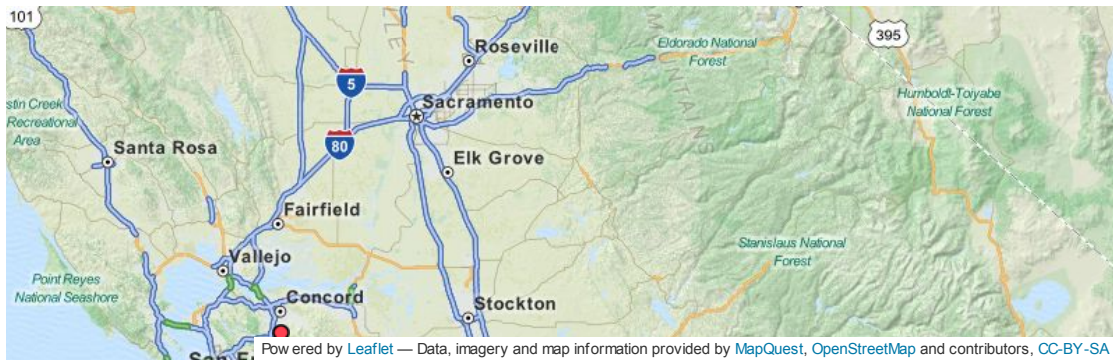 101
Roseville
395
Eldorado National
Forest
5
Sacramento
stin Creek
Recreational
Area
Humboldt-Toiyabe
National Forest
80
Santa Rosa
Elk Grove
Fairfield
Vallejo
Stanislaus National
Forest
Point Reyes
National Seashore
Concord
Stockton
San F
Powered by Leaflet — Data, imagery and map information provided by MapQuest, OpenStreetMap and contributors, CC-BY-SA